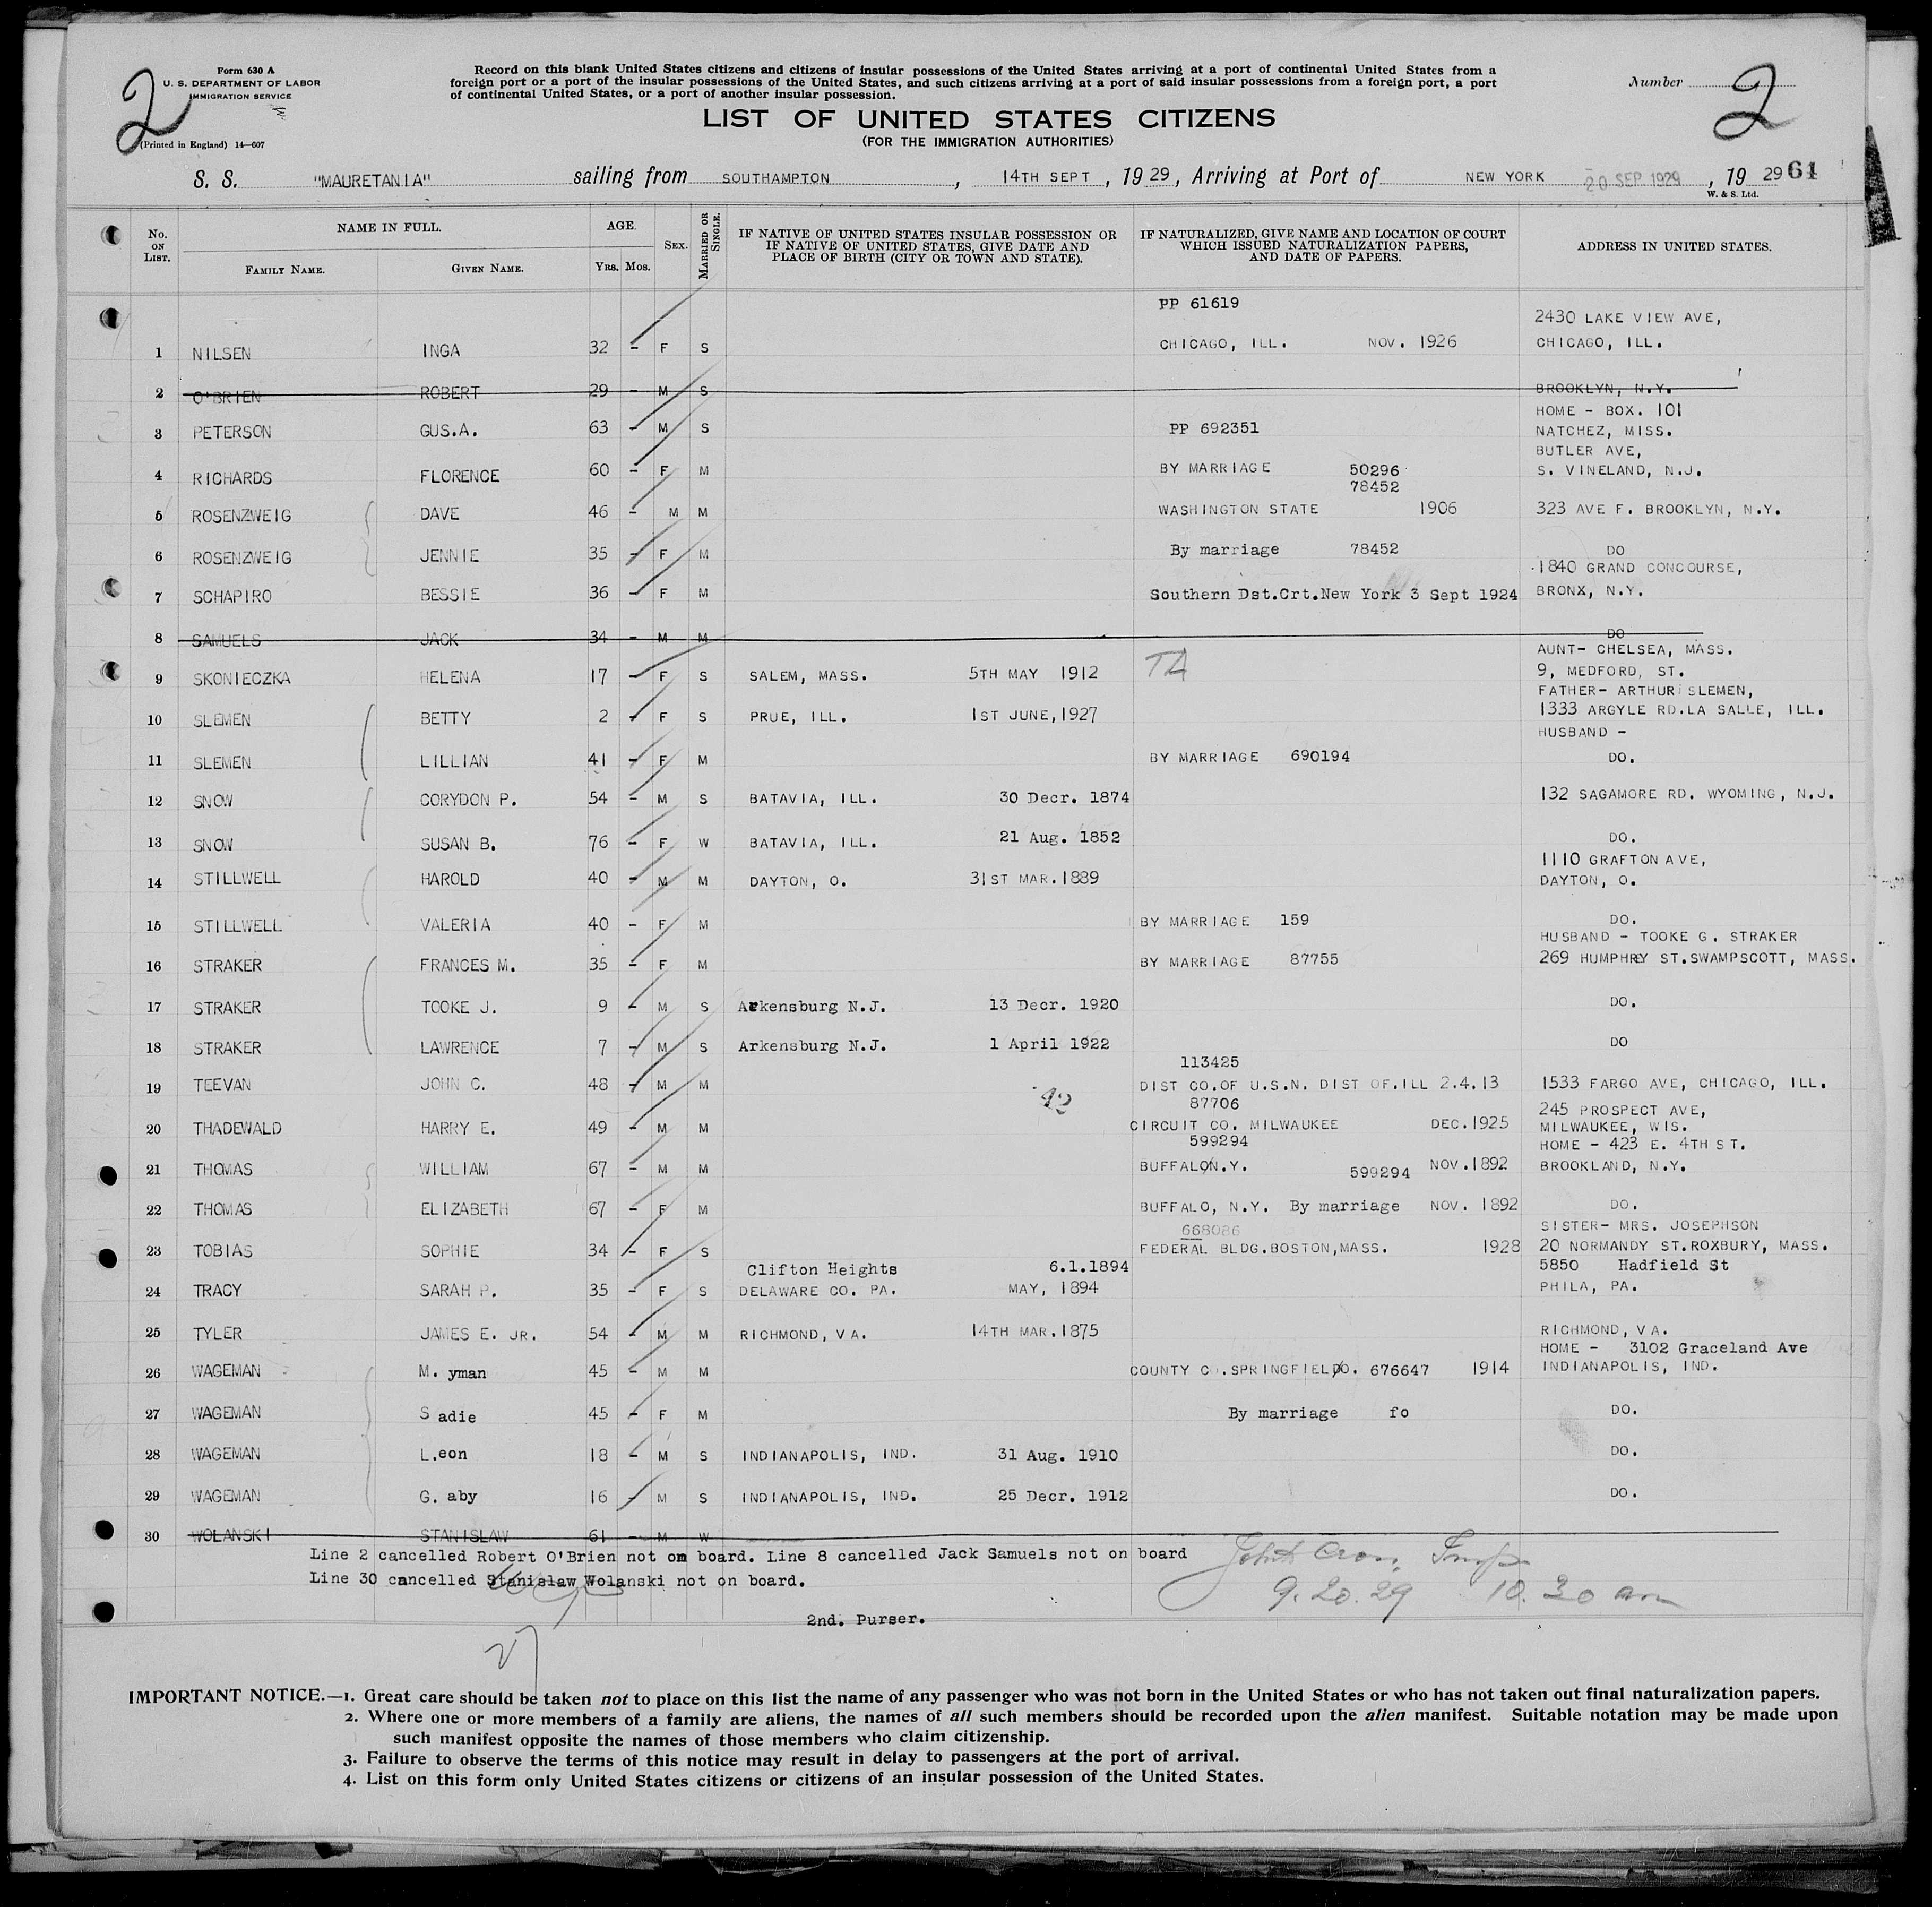 2
Form 630 A
U. S. DEPARTMENT OF LABOR
IMMIGRATION SERVICE
(Printed in England) 14—607
Record on this blank United States citizens and citizens of insular possessions of the United States arriving at a port of continental United States from a
foreign port or a port of the insular possessions of the United States, and such citizens arriving at a port of said insular possessions from a foreign port, a port
of continental United States, or a port of another insular possession.
Number 2
LIST OF UNITED STATES CITIZENS
(FOR THE IMMIGRATION AUTHORITIES)
S. S. "MAURETANIA" sailing from SOUTHAMPTON, 14TH SEPT, 1929, Arriving at Port of NEW YORK 20 SEP 1929, 1929 61
W. & S. Ltd.
No. ON LIST. NAME IN FULL. FAMILY NAME. GIVEN NAME. AGE. YRS. MOS. SEX. MARRIED OR SINGLE. IF NATIVE OF UNITED STATES INSULAR POSSESSION OR IF NATIVE OF UNITED STATES, GIVE DATE AND PLACE OF BIRTH (CITY OR TOWN AND STATE). IF NATURALIZED, GIVE NAME AND LOCATION OF COURT WHICH ISSUED NATURALIZATION PAPERS, AND DATE OF PAPERS. ADDRESS IN UNITED STATES.
PP 61619
2430 LAKE VIEW AVE,
1 NILSEN INGA 32 - F S CHICAGO, ILL. NOV. 1926 CHICAGO, ILL.
2 O'BRIEN ROBERT 29 - M S BROOKLYN, N.Y.
HOME - BOX. 101
3 PETERSON GUS.A. 63 - M S PP 692351 NATCHEZ, MISS.
BUTLER AVE,
4 RICHARDS FLORENCE 60 - F M BY MARRIAGE 50296 S. VINELAND, N.J.
78452
5 ROSENZWEIG DAVE 46 - M M WASHINGTON STATE 1906 323 AVE F. BROOKLYN, N.Y.
6 ROSENZWEIG JENNIE 35 - F M By marriage 78452 DO
1840 GRAND CONCOURSE,
7 SCHAPIRO BESSIE 36 - F M Southern Dst.Crt.New York 3 Sept 1924 BRONX, N.Y.
8 SAMUELS JACK 34 - M M DO
AUNT- CHELSEA, MASS.
9 SKONIECZKA HELENA 17 - F S SALEM, MASS. 5TH MAY 1912 9, MEDFORD, ST.
FATHER- ARTHUR SLEMEN,
10 SLEMEN BETTY 2 - F S PRUE, ILL. 1ST JUNE, 1927 1333 ARGYLE RD.LA SALLE, ILL.
HUSBAND -
11 SLEMEN LILLIAN 41 - F M BY MARRIAGE 690194 DO.
12 SNOW CORYDON P. 54 - M S BATAVIA, ILL. 30 Decr. 1874 132 SAGAMORE RD. WYOMING, N.J.
13 SNOW SUSAN B. 76 - F W BATAVIA, ILL. 21 Aug. 1852 DO.
1110 GRAFTON AVE,
14 STILLWELL HAROLD 40 - M M DAYTON, O. 31ST MAR.1889 DAYTON, O.
15 STILLWELL VALERIA 40 - F M BY MARRIAGE 159 DO.
HUSBAND - TOOKE G. STRAKER
16 STRAKER FRANCES M. 35 - F M BY MARRIAGE 87755 269 HUMPHRY ST.SWAMPSCOTT, MASS.
17 STRAKER TOOKE J. 9 - M S Arkensburg N.J. 13 Decr. 1920 DO.
18 STRAKER LAWRENCE 7 - M S Arkensburg N.J. 1 April 1922 DO
113425
19 TEEVAN JOHN C. 48 - M M DIST CO.OF U.S.N. DIST OF.ILL 2.4.13 1533 FARGO AVE, CHICAGO, ILL.
87706 245 PROSPECT AVE,
20 THADEWALD HARRY E. 49 - M M CIRCUIT CO. MILWAUKEE DEC.1925 MILWAUKEE, WIS.
599294 HOME - 423 E. 4TH ST.
21 THOMAS WILLIAM 67 - M M BUFFALO N.Y. 599294 NOV.1892 BROOKLAND, N.Y.
22 THOMAS ELIZABETH 67 - F M BUFFALO, N.Y. By marriage NOV. 1892 DO.
668086 SISTER- MRS. JOSEPHSON
23 TOBIAS SOPHIE 34 - F S FEDERAL BLDG.BOSTON,MASS. 1928 20 NORMANDY ST.ROXBURY, MASS.
Clifton Heights 6.1.1894 5850 Hadfield St
24 TRACY SARAH P. 35 - F S DELAWARE CO. PA. MAY, 1894 PHILA, PA.
25 TYLER JAMES E. JR. 54 - M M RICHMOND, VA. 14TH MAR.1875 RICHMOND, VA.
HOME - 3102 Graceland Ave
26 WAGEMAN M. yman 45 - M M COUNTY C .SPRINGFIELD O. 676647 1914 INDIANAPOLIS, IND.
27 WAGEMAN S adie 45 - F M By marriage fo DO.
28 WAGEMAN L.eon 18 - M S INDIANAPOLIS, IND. 31 Aug. 1910 DO.
29 WAGEMAN G. aby 16 - M S INDIANAPOLIS, IND. 25 Decr. 1912 DO.
30 WOLANSKI STANISLAW 61 - M W
Line 2 cancelled Robert O'Brien not on board. Line 8 cancelled Jack Samuels not on board
Line 30 cancelled Stanislaw Wolanski not on board.
9.20.29 10.30 am
2nd. Purser.
27
IMPORTANT NOTICE.—1. Great care should be taken not to place on this list the name of any passenger who was not born in the United States or who has not taken out final naturalization papers.
2. Where one or more members of a family are aliens, the names of all such members should be recorded upon the alien manifest. Suitable notation may be made upon
such manifest opposite the names of those members who claim citizenship.
3. Failure to observe the terms of this notice may result in delay to passengers at the port of arrival.
4. List on this form only United States citizens or citizens of an insular possession of the United States.